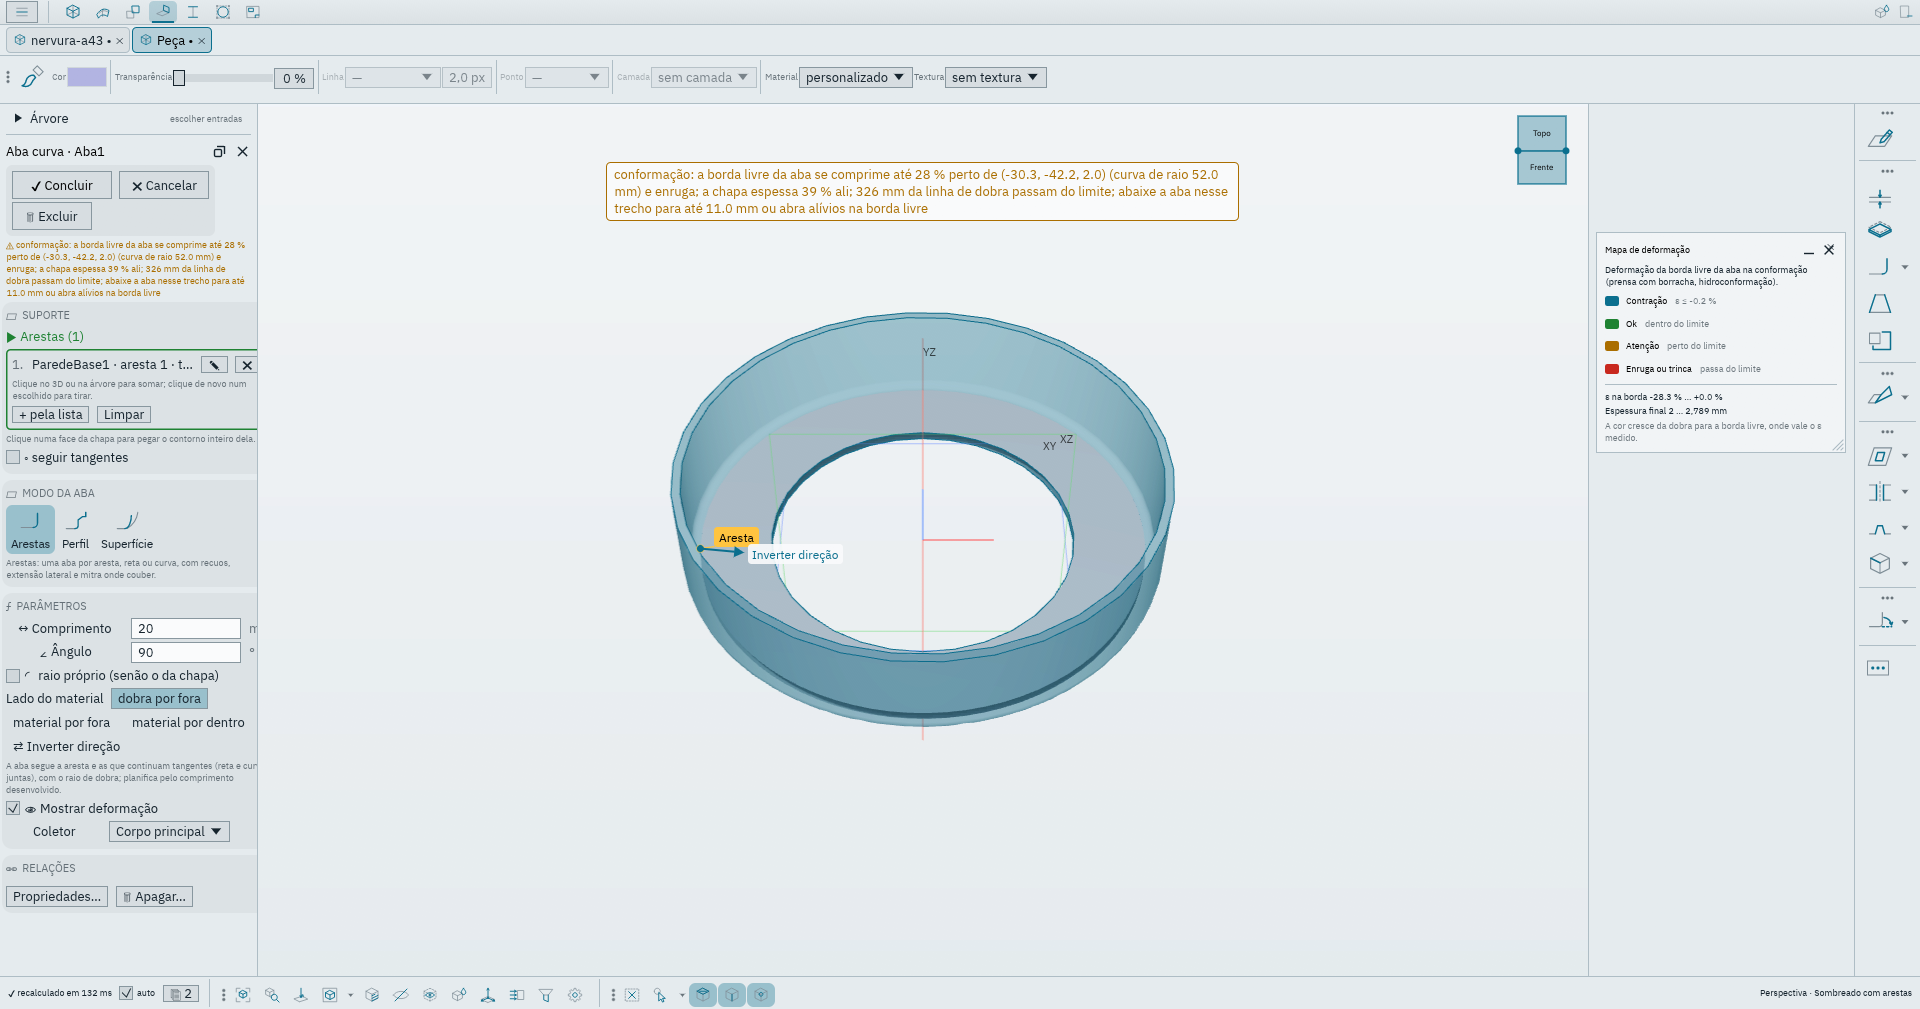 nervura-a43 •
Peça •
Cor
Transparência
0 %
Linha
—
2,0 px
Ponto
—
Camada
sem camada
Material
personalizado
Textura
sem textura
Árvore
escolher entradas
Aba curva · Aba1
Concluir
Cancelar
Excluir
conformação: a borda livre da aba se comprime até 28 %
perto de (-30.3, -42.2, 2.0) (curva de raio 52.0 mm) e
enruga; a chapa espessa 39 % ali; 326 mm da linha de
dobra passam do limite; abaixe a aba nesse trecho para até
11.0 mm ou abra alívios na borda livre
SUPORTE
Arestas (1)
1. ParedeBase1 · aresta 1 · t...
Clique no 3D ou na árvore para somar; clique de novo num
escolhido para tirar.
+ pela lista
Limpar
Clique numa face da chapa para pegar o contorno inteiro dela.
seguir tangentes
MODO DA ABA
Arestas
Perfil
Superfície
Arestas: uma aba por aresta, reta ou curva, com recuos,
extensão lateral e mitra onde couber.
PARÂMETROS
Comprimento
20
Ângulo
90
°
raio próprio (senão o da chapa)
Lado do material
dobra por fora
material por fora
material por dentro
Inverter direção
A aba segue a aresta e as que continuam tangentes (reta e cur
juntas), com o raio de dobra; planifica pelo comprimento
desenvolvido.
Mostrar deformação
Coletor
Corpo principal
RELAÇÕES
Propriedades...
Apagar...
conformação: a borda livre da aba se comprime até 28 % perto de (-30.3, -42.2, 2.0) (curva de raio 52.0
mm) e enruga; a chapa espessa 39 % ali; 326 mm da linha de dobra passam do limite; abaixe a aba nesse
trecho para até 11.0 mm ou abra alívios na borda livre
YZ
XZ
XY
Aresta
Inverter direção
Topo
Frente
Mapa de deformação
Deformação da borda livre da aba na conformação
(prensa com borracha, hidroconformação).
Contração ε ≤ -0.2 %
Ok dentro do limite
Atenção perto do limite
Enruga ou trinca passa do limite
ε na borda -28.3 % ... +0.0 %
Espessura final 2 ... 2,789 mm
A cor cresce da dobra para a borda livre, onde vale o ε
medido.
recalculado em 132 ms
auto
2
Perspectiva · Sombreado com arestas